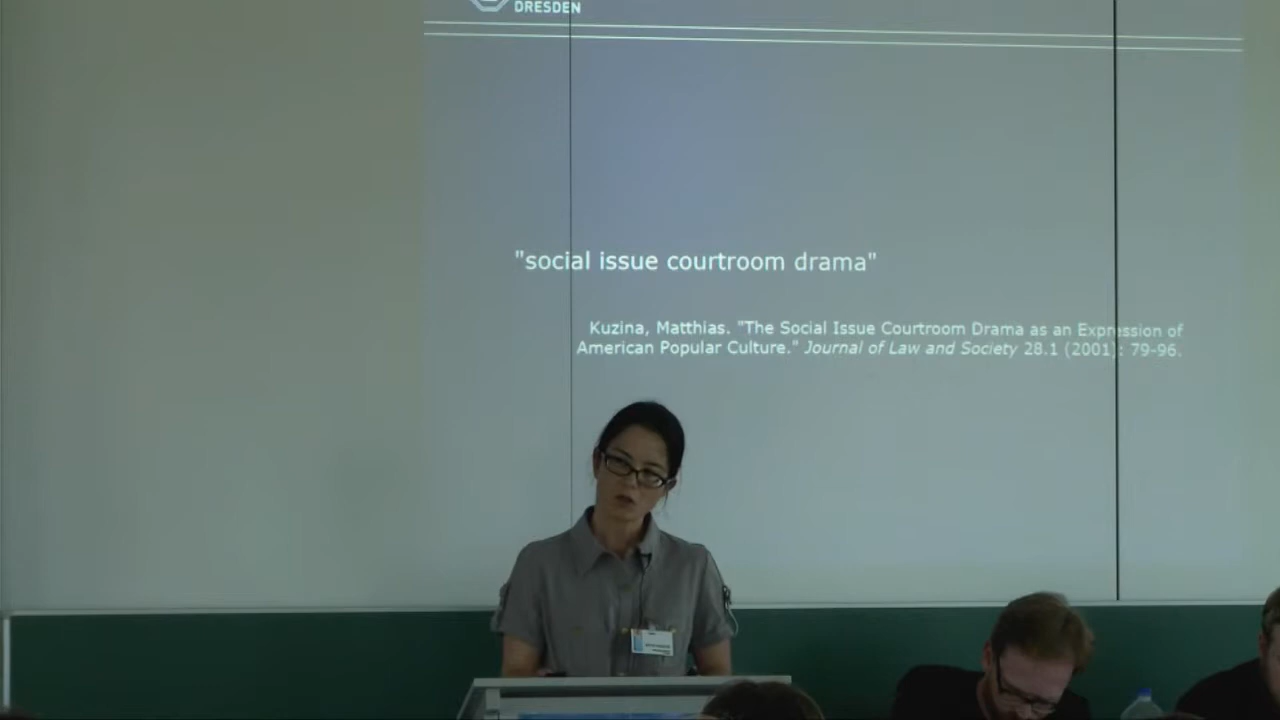 DRESDEN
"social issue courtroom drama"
Kuzina, Matthias. "The Social Issue Courtroom Drama as an Expression of
American Popular Culture." Journal of Law and Society 28.1 (2001): 79-96.